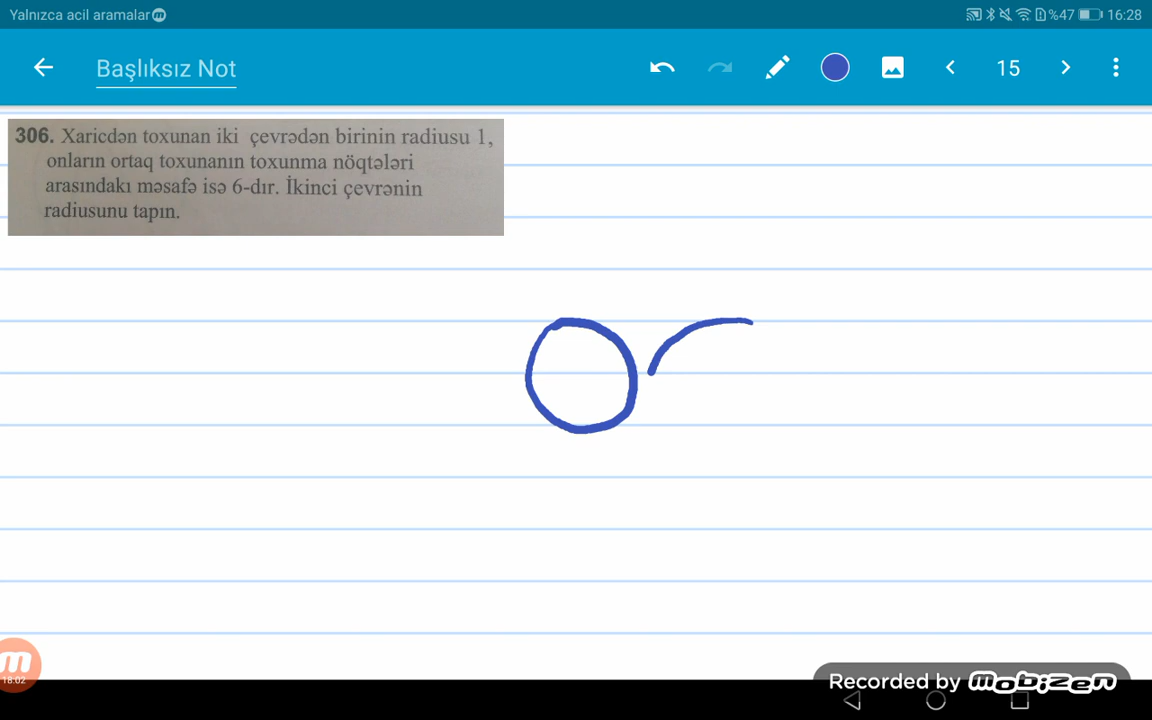 Yalnızca acil aramalar m %47 16:28
Başlıksız Not 15
306. Xaricdən toxunan iki çevrədən birinin radiusu 1,
onların ortaq toxunanın toxunma nöqtələri
arasındakı məsafə isə 6-dır. İkinci çevrənin
radiusunu tapın.
m
18:02
Recorded by mobizen